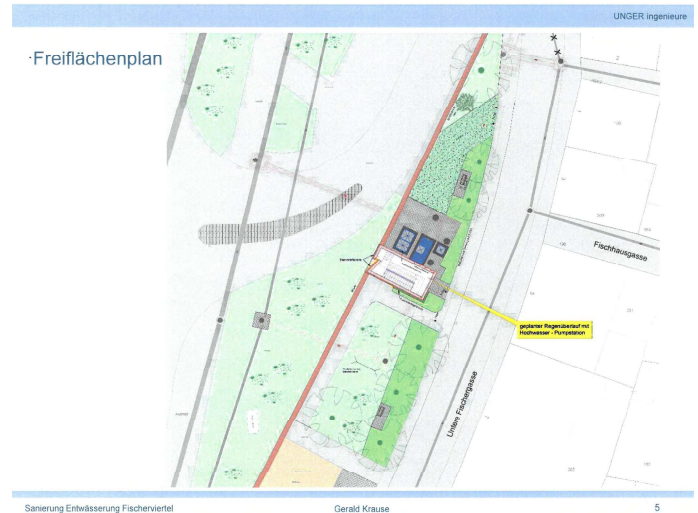 UNGER ingenieure
·Freiflächenplan
Fischhausgasse
geplanter Regenüberlauf mit
Hochwasser - Pumpstation
Untere Fischergasse
Sanierung Entwässerung Fischerviertel
Gerald Krause
5